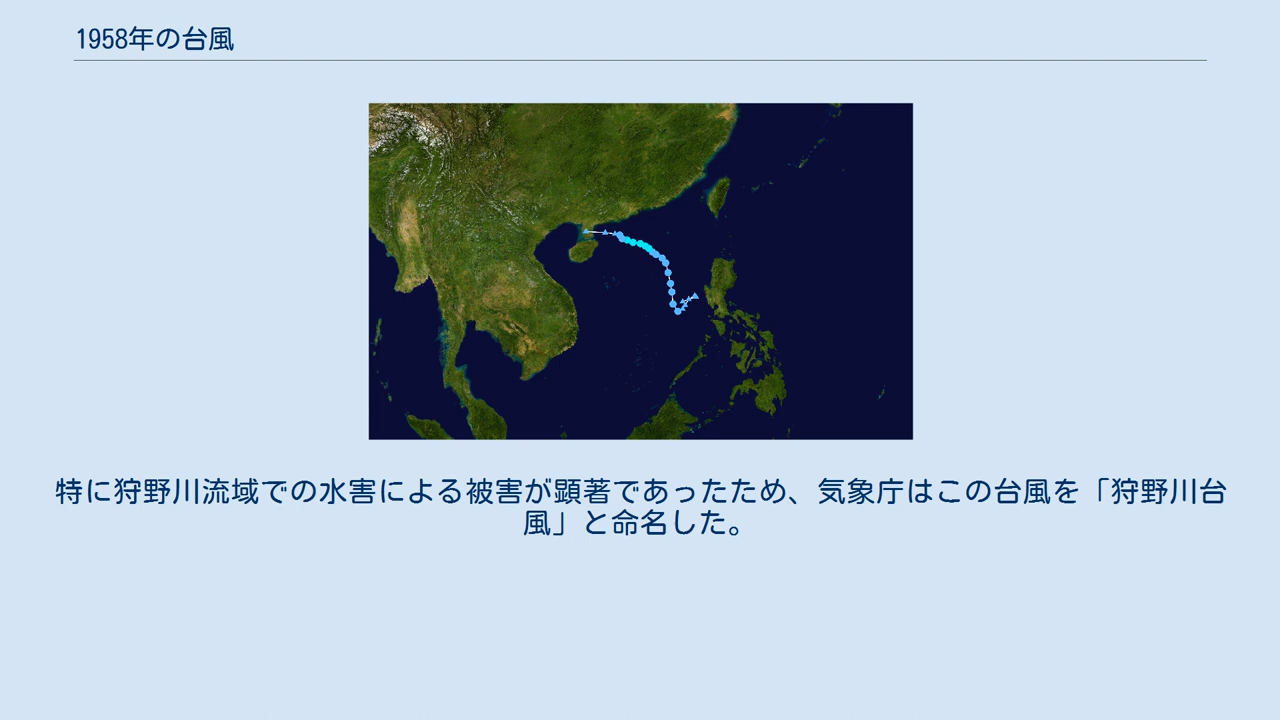 1958年の台風
特に狩野川流域での水害による被害が顕著であったため、気象庁はこの台風を「狩野川台
風」と命名した。